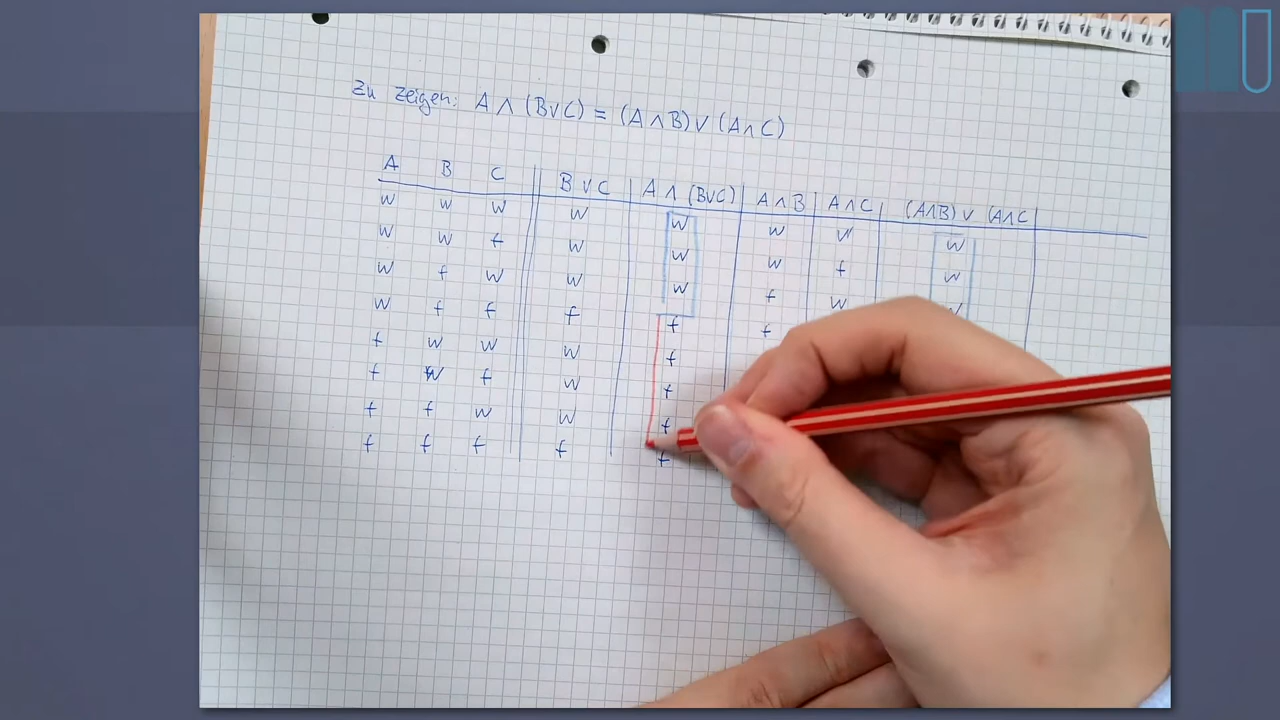 Zu zeigen: A ∧ (B∨C) = (A∧B)∨(A∧C)
A B C B∨C A∧(B∨C) A∧B A∧C (A∧B)∨(A∧C
w w w w w w w w
w w f w w w f w
w f w w w f w w
w f f f f f
f w w w f
f w f w f
f f w w f
f f f f f